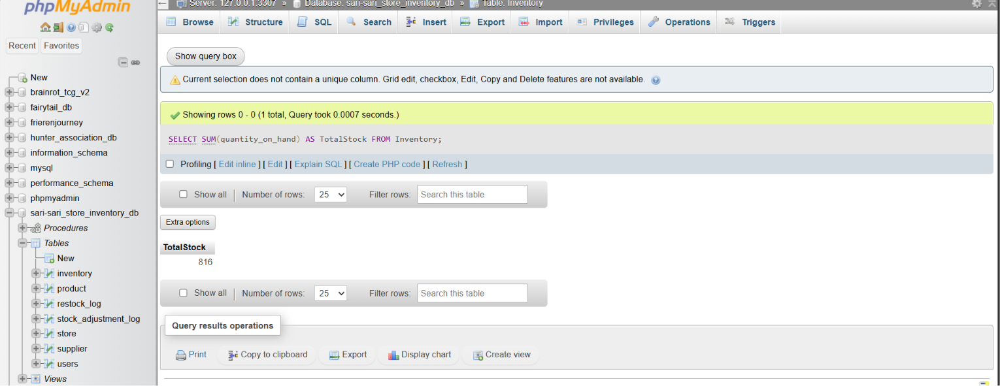 phpMyAdmin
Recent Favorites
New
brainrot_tcg_v2
fairytail_db
frierenjourney
hunter_association_db
information_schema
mysql
performance_schema
phpmyadmin
sari-sari_store_inventory_db
Procedures
Tables
New
inventory
product
restock_log
stock_adjustment_log
store
supplier
users
Views
Server: 127.0.0.1:3307 » Database: sari-sari_store_inventory_db » Table: Inventory
Browse Structure SQL Search Insert Export Import Privileges Operations Triggers
Show query box
Current selection does not contain a unique column. Grid edit, checkbox, Edit, Copy and Delete features are not available.
Showing rows 0 - 0 (1 total, Query took 0.0007 seconds.)
SELECT SUM(quantity_on_hand) AS TotalStock FROM Inventory;
Profiling [ Edit inline ] [ Edit ] [ Explain SQL ] [ Create PHP code ] [ Refresh ]
Show all Number of rows: 25 Filter rows: Search this table
Extra options
TotalStock
816
Show all Number of rows: 25 Filter rows: Search this table
Query results operations
Print Copy to clipboard Export Display chart Create view